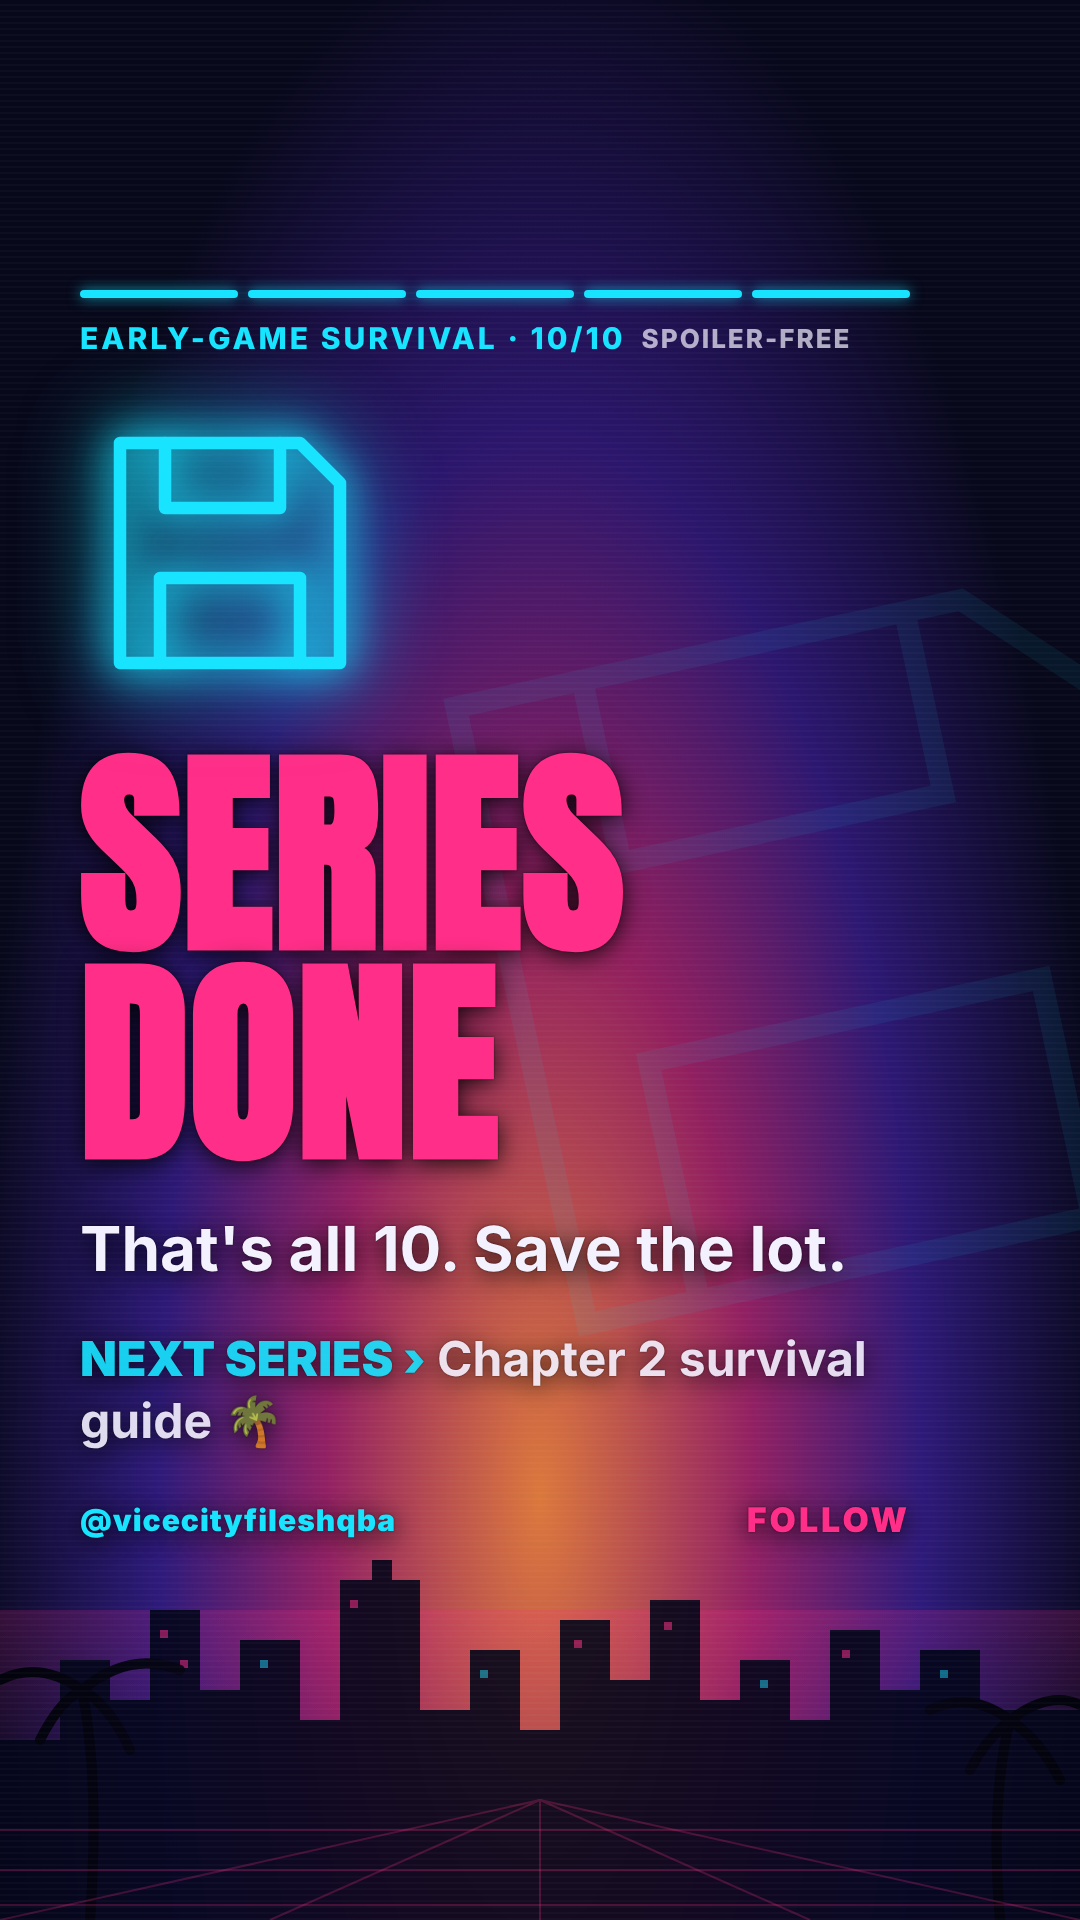 EARLY-GAME SURVIVAL · 10/10 SPOILER-FREE
SERIES
DONE
That's all 10. Save the lot.
NEXT SERIES › Chapter 2 survival
guide 🌴
@vicecityfileshqba FOLLOW